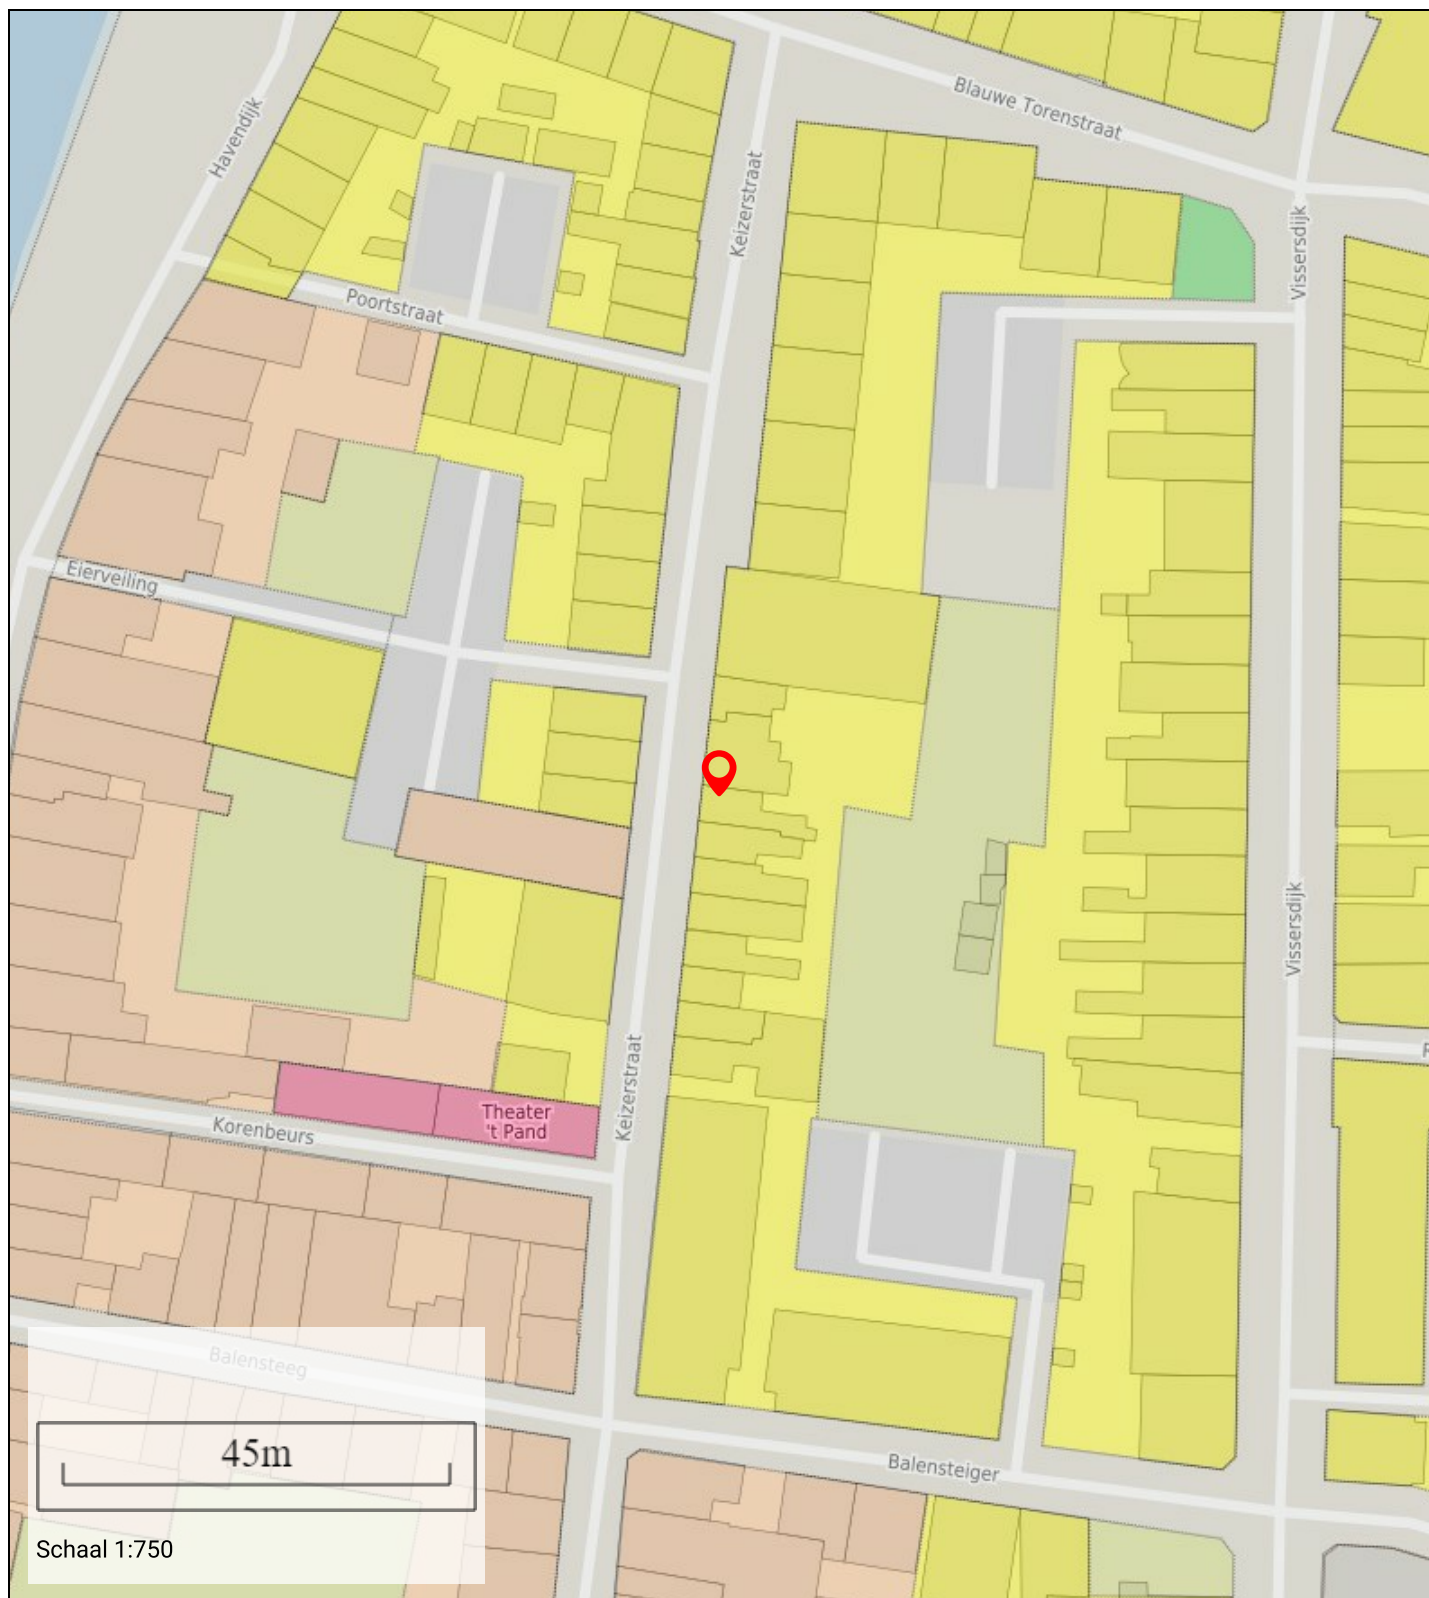 Blauwe Torenstraat
Havendijk
Keizerstraat
Vissersdijk
Poortstraat
Eierveiling
Vissersdijk
Keizerstraat
Theater
't Pand
Korenbeurs
Balensteeg
Balensteiger
45m
Schaal 1:750